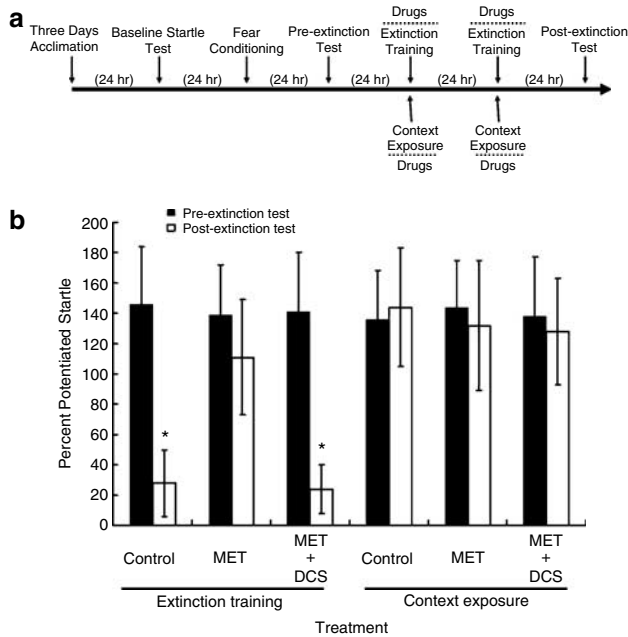 a
Drugs Drugs
Three Days Baseline Startle Fear Pre-extinction Extinction Extinction Post-extinction
Acclimation Test Conditioning Test Training Training Test
(24 hr) (24 hr) (24 hr) (24 hr) (24 hr) (24 hr)
Context Context
Exposure Exposure
Drugs Drugs
b
Pre-extinction test
Post-extinction test
Percent Potentiated Startle
200
180
160
140
120
100
80
60
40
20
0
* *
Control MET MET + DCS Control MET MET + DCS
Extinction training Context exposure
Treatment